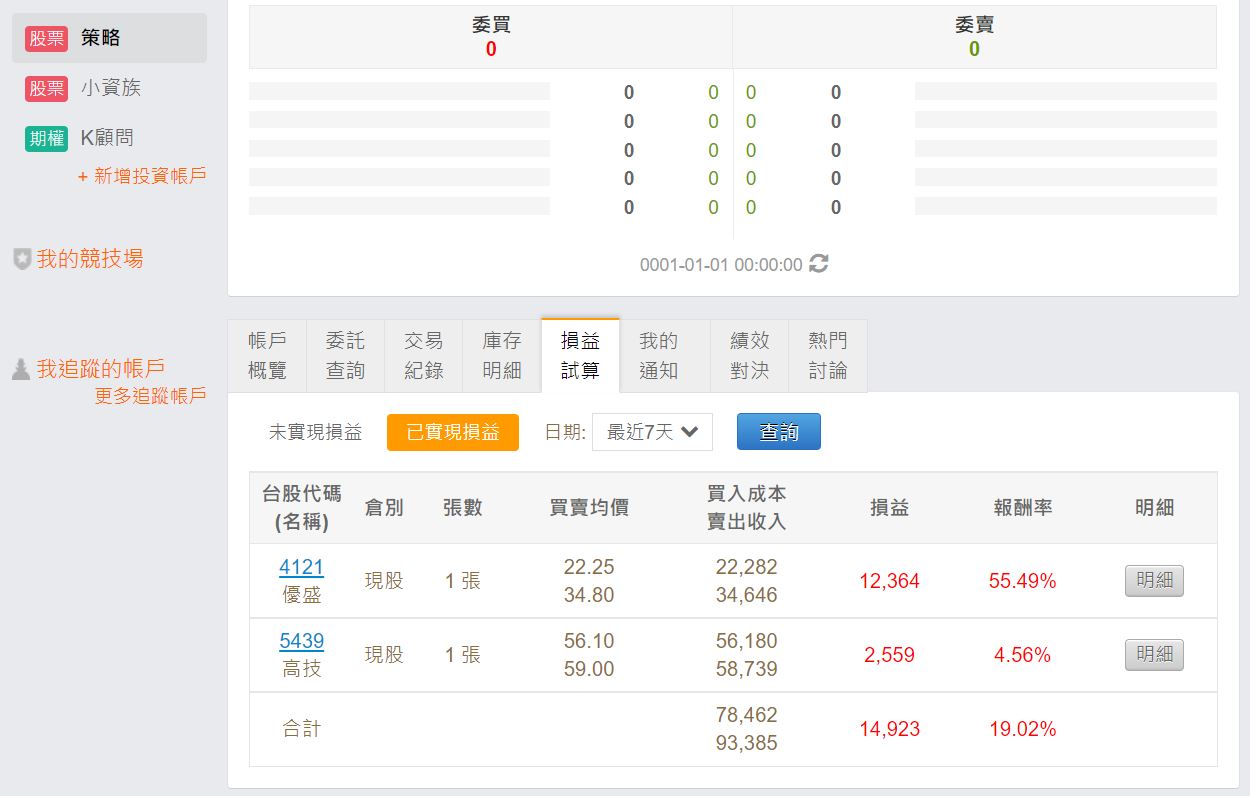 股票 策略
股票 小資族
期權 K顧問
+ 新增投資帳戶
我的競技場
我追蹤的帳戶
更多追蹤帳戶
委買 委賣
0 0
0 0 0 0
0 0 0 0
0 0 0 0
0 0 0 0
0 0 0 0
0001-01-01 00:00:00
帳戶 委託 交易 庫存 損益 我的 績效 熱門
概覽 查詢 紀錄 明細 試算 通知 對決 討論
未實現損益 已實現損益 日期: 最近7天 查詢
台股代碼 買入成本
倉別 張數 買賣均價 損益 報酬率 明細
(名稱) 賣出收入
4121 22.25 22,282
現股 1 張 12,364 55.49% 明細
優盛 34.80 34,646
5439 56.10 56,180
現股 1 張 2,559 4.56% 明細
高技 59.00 58,739
78,462
合計 14,923 19.02%
93,385